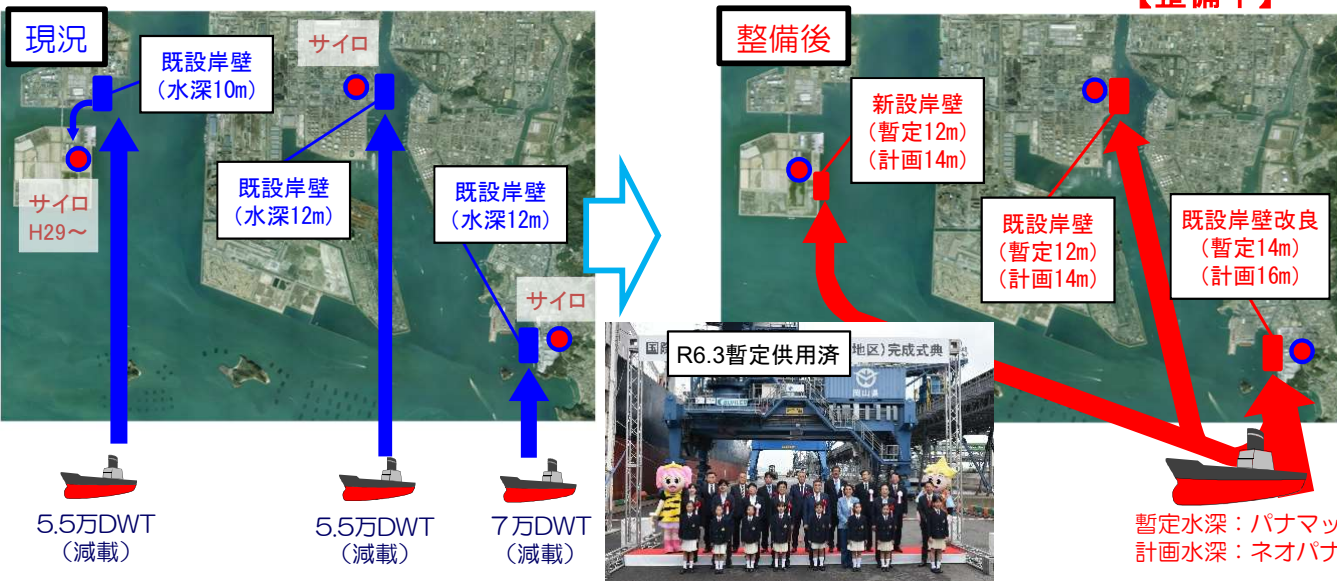 【整備中】
現況
既設岸壁
（水深10m）
サイロ
サイロ
H29～
既設岸壁
（水深12m）
既設岸壁
（水深12m）
サイロ
5.5万DWT
（減載）
5.5万DWT
（減載）
7万DWT
（減載）
整備後
新設岸壁
（暫定12m）
（計画14m）
既設岸壁
（暫定12m）
（計画14m）
既設岸壁改良
（暫定14m）
（計画16m）
R6.3暫定供用済
国際
地区）完成式典
岡山県
暫定水深：パナマッ
計画水深：ネオパナ